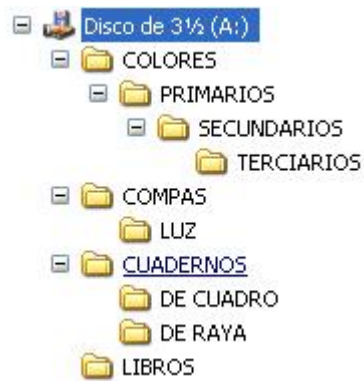 Disco de 3½ (A:)
COLORES
PRIMARIOS
SECUNDARIOS
TERCIARIOS
COMPAS
LUZ
CUADERNOS
DE CUADRO
DE RAYA
LIBROS